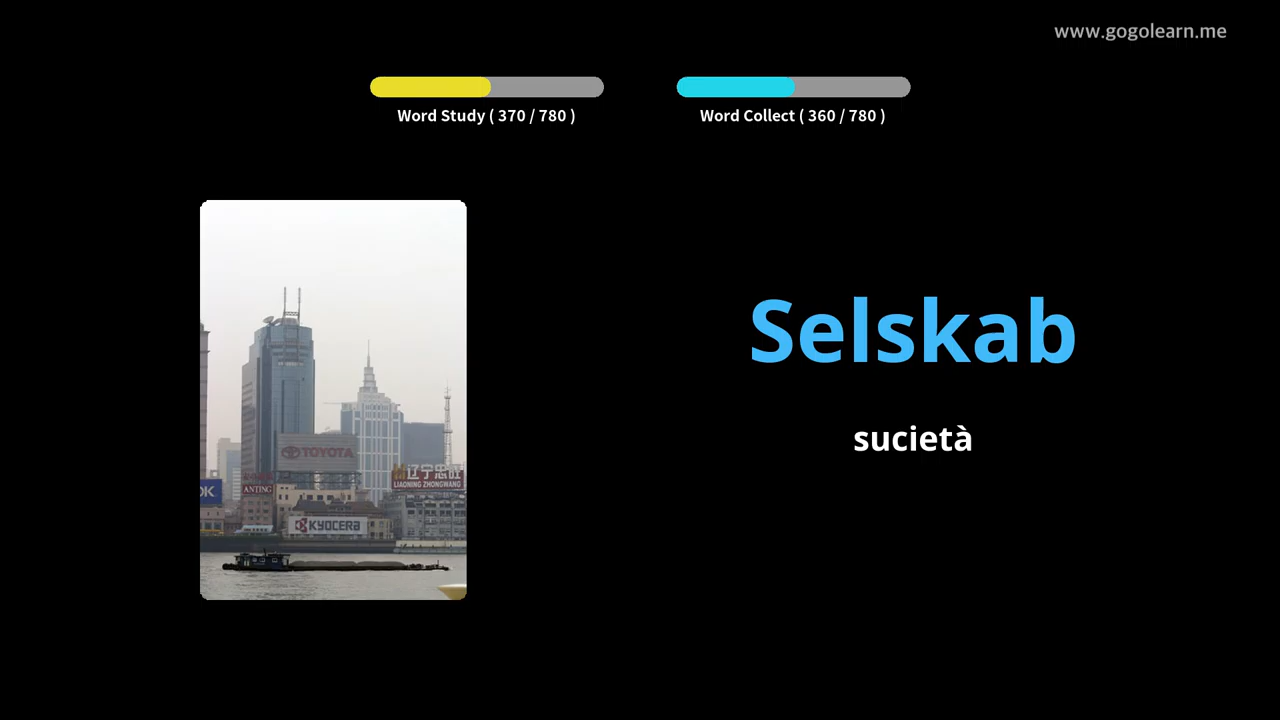 www.gogolearn.me
Word Study ( 370 / 780 )
Word Collect ( 360 / 780 )
Selskab
sucietà
TOYOTA
辽宁忠旺
LIAONING ZHONGWANG
ANTING
OK
KYOCERA